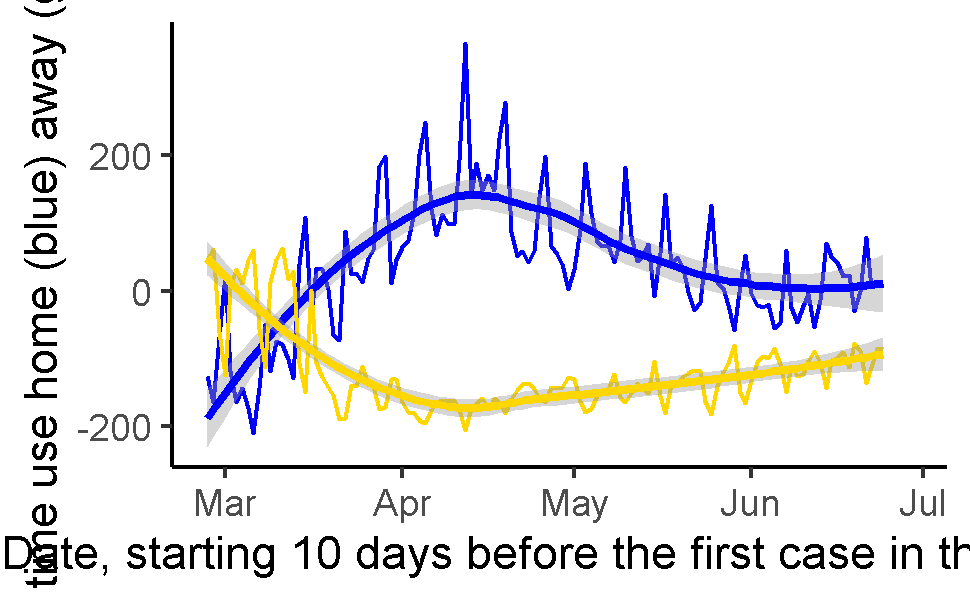 time use home (blue) away (
200
0
-200
Mar Apr May Jun Jul
Date, starting 10 days before the first case in th